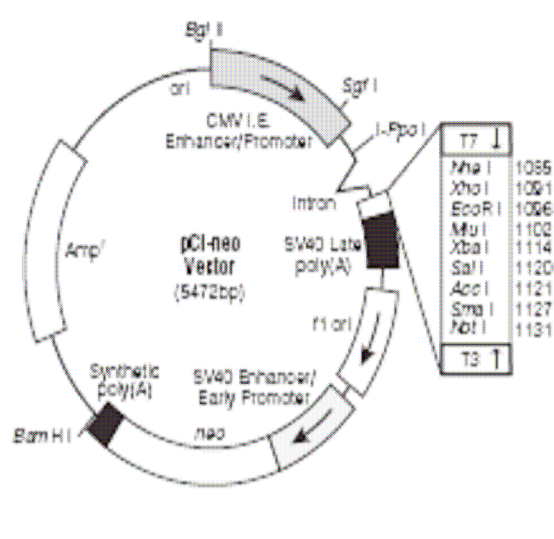 Bgl II
Sgf I
I-PpoI
ori
CMV I.E.
Enhancer/Promoter
Intron
T7 ↓
Nhe I 1085
Xho I 1091
EcoR I 1096
Mlu I 1102
Xba I 1114
Sal I 1120
Acc I 1121
Sma I 1127
Not I 1131
T3 ↑
Ampʳ
pCI-neo
Vector
(5472bp)
SV40 Late
poly(A)
f1 ori
Synthetic
poly(A)
SV40 Enhancer/
Early Promoter
BamH I
neo